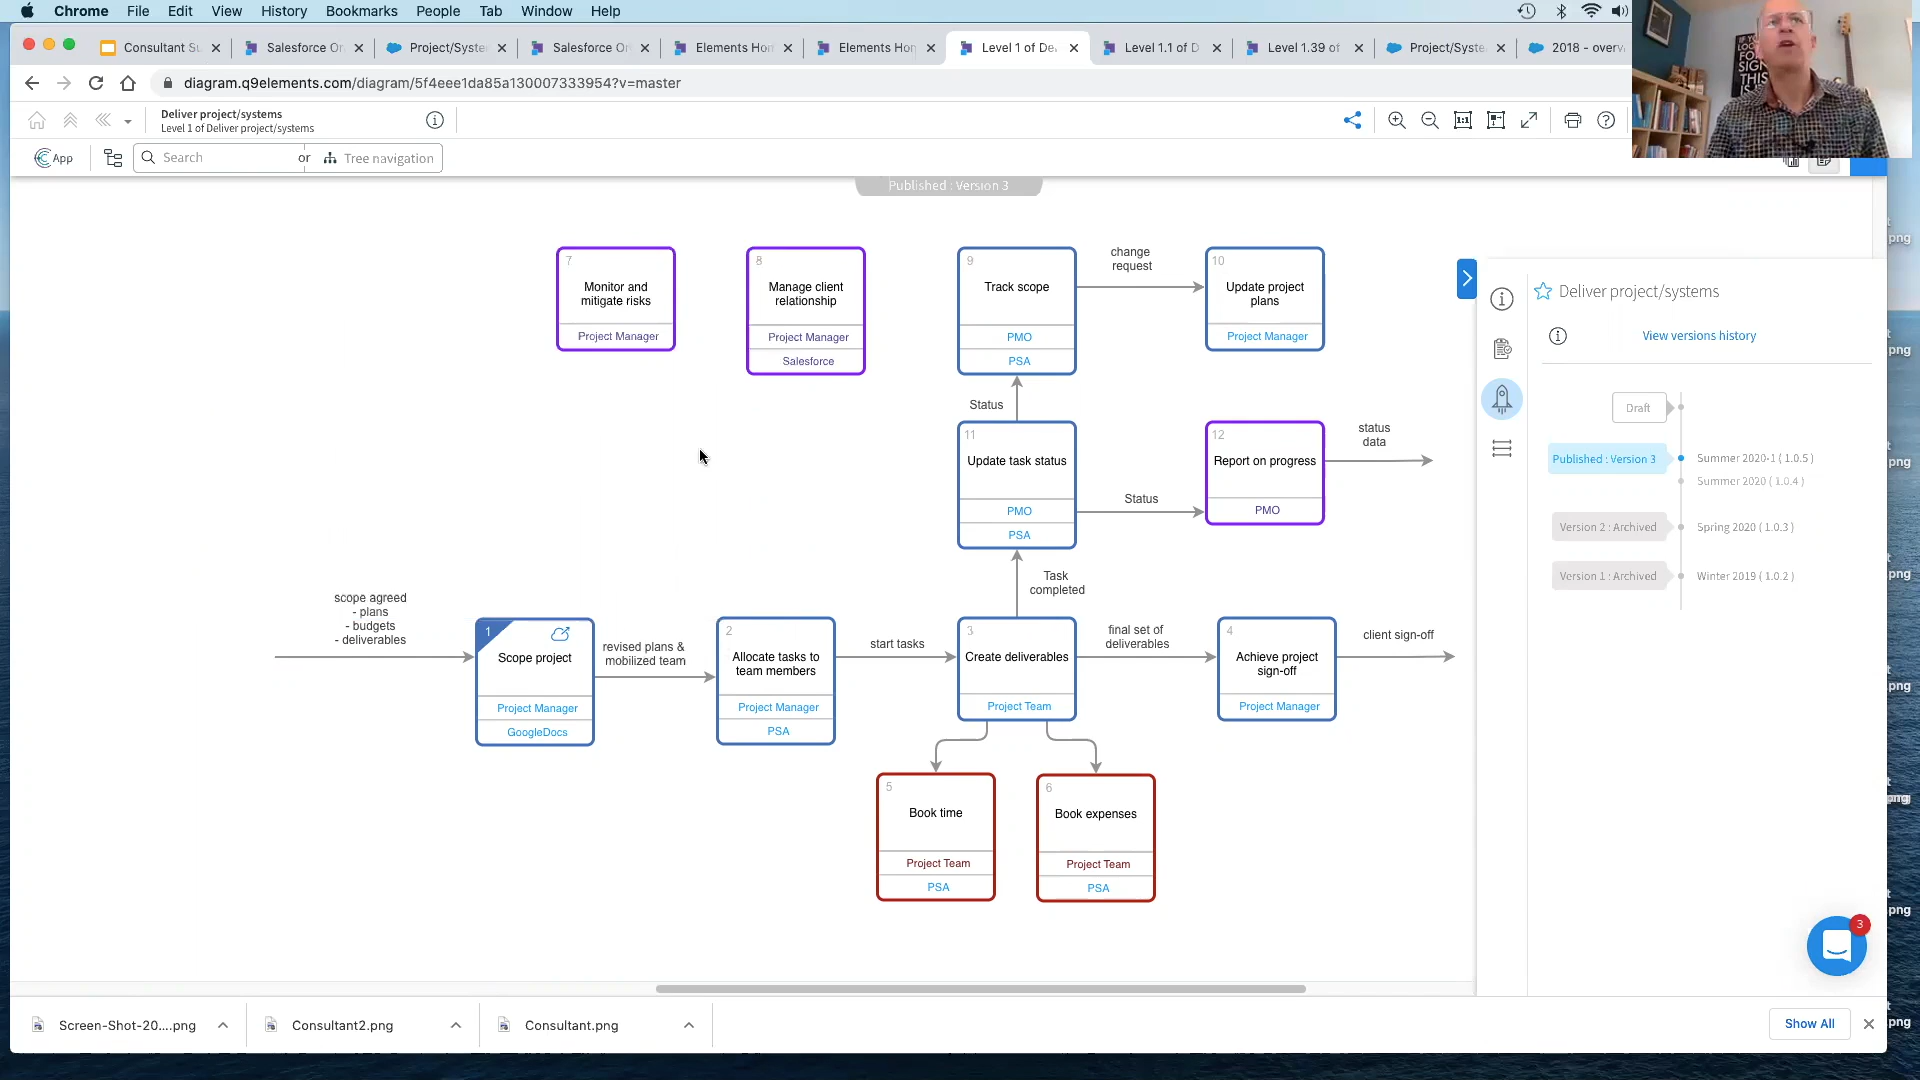 Chrome File Edit View History Bookmarks People Tab Window Help
Consultant Su
Salesforce Or
Project/Syste
Salesforce Or
Elements Hon
Elements Hon
Level 1 of De
Level 1.1 of D
Level 1.39 of
Project/Syste
2018 - overv
diagram.q9elements.com/diagram/5f4eee1da85a1300073339​54?v=master
Deliver project/systems
Level 1 of Deliver project/systems
1:1
App
Search
or
Tree navigation
Published : Version 3
7
Monitor and
mitigate risks
Project Manager
8
Manage client
relationship
Project Manager
Salesforce
9
Track scope
PMO
PSA
change
request
10
Update project
plans
Project Manager
Status
11
Update task status
PMO
PSA
Status
12
Report on progress
PMO
status
data
Task
completed
scope agreed
- plans
- budgets
- deliverables
1
Scope project
Project Manager
GoogleDocs
revised plans &
mobilized team
2
Allocate tasks to
team members
Project Manager
PSA
start tasks
3
Create deliverables
Project Team
final set of
deliverables
4
Achieve project
sign-off
Project Manager
client sign-off
5
Book time
Project Team
PSA
6
Book expenses
Project Team
PSA
Deliver project/systems
View versions history
Draft
Published : Version 3
Summer 2020-1 ( 1.0.5 )
Summer 2020 ( 1.0.4 )
Version 2 : Archived
Spring 2020 ( 1.0.3 )
Version 1 : Archived
Winter 2019 ( 1.0.2 )
3
Screen-Shot-20....png
Consultant2.png
Consultant.png
Show All